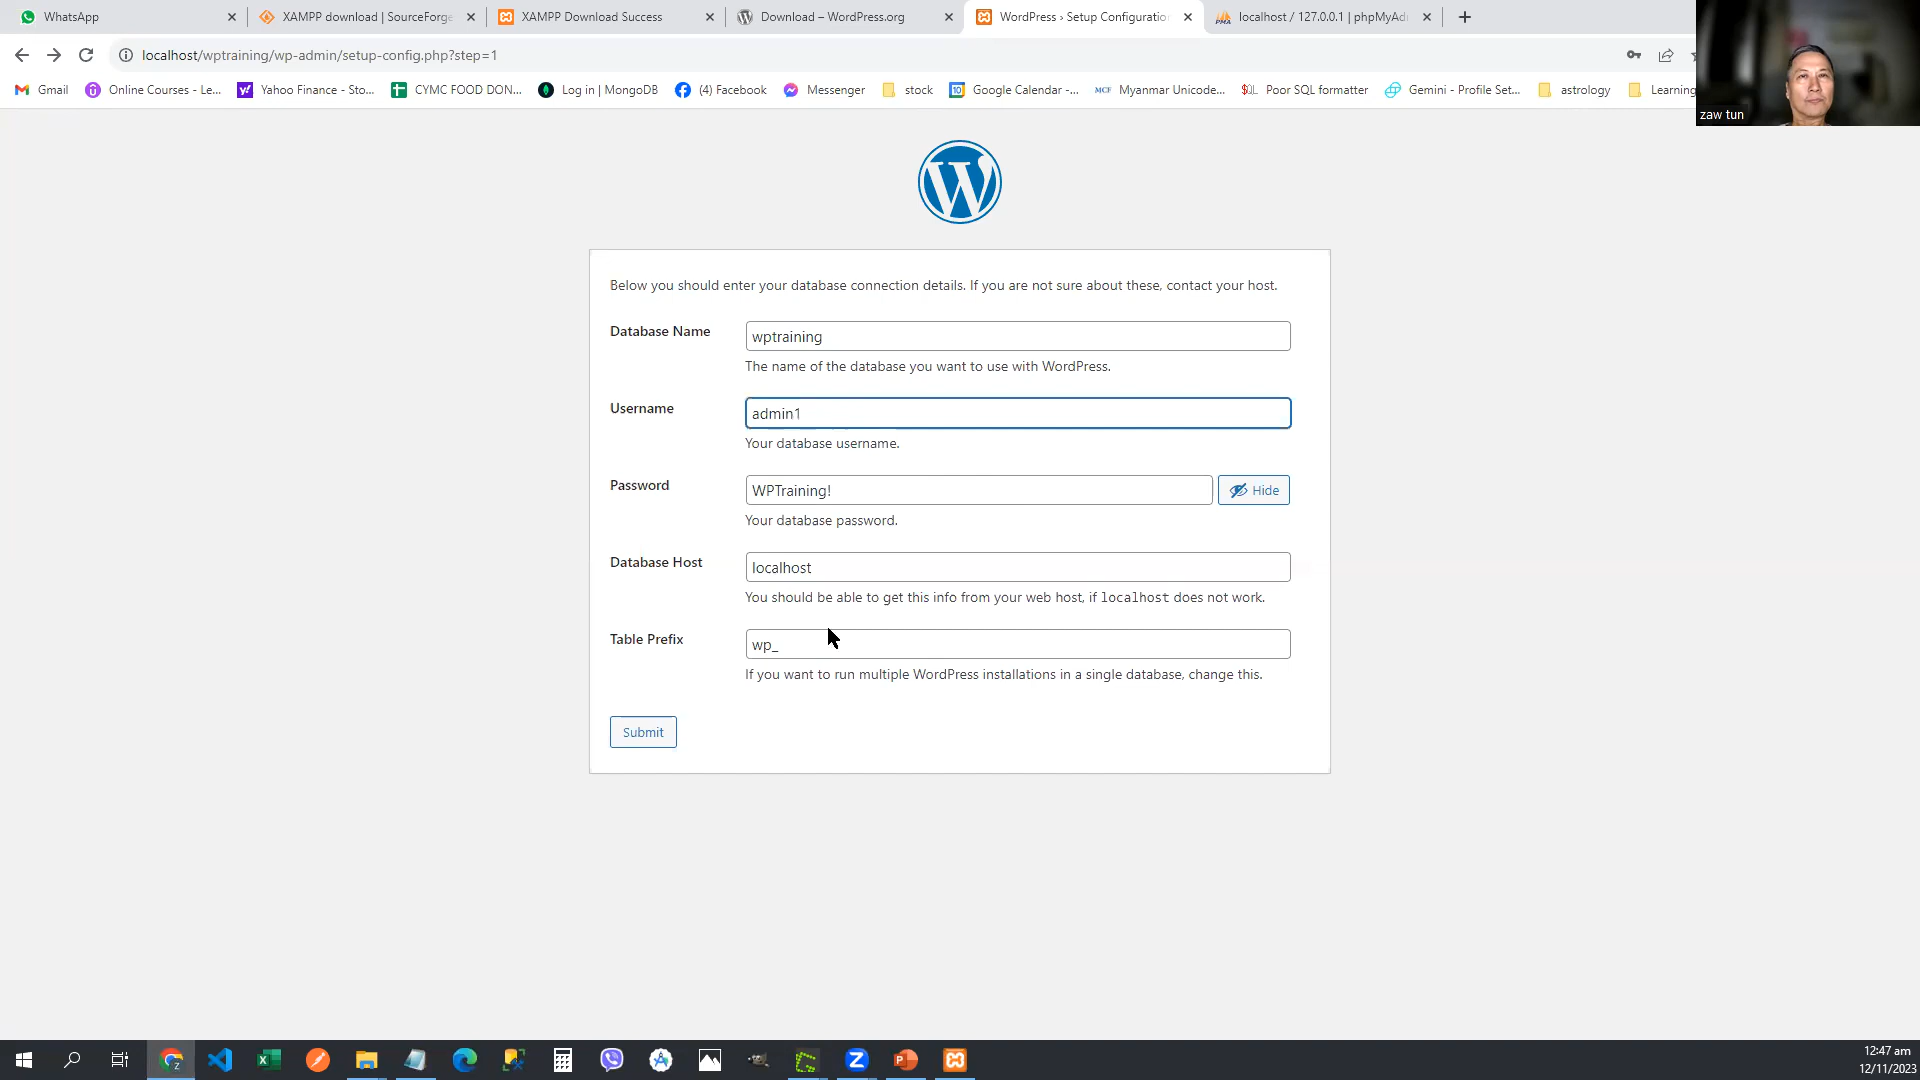 WhatsApp
XAMPP download | SourceForge
XAMPP Download Success
Download – WordPress.org
WordPress › Setup Configuration
localhost / 127.0.0.1 | phpMyAd
localhost/wptraining/wp-admin/setup-config.php?step=1
Gmail
Online Courses - Le...
Yahoo Finance - Sto...
CYMC FOOD DON...
Log in | MongoDB
(4) Facebook
Messenger
stock
Google Calendar -...
MCF
Myanmar Unicode...
Poor SQL formatter
Gemini - Profile Set...
astrology
Learning
zaw tun
Below you should enter your database connection details. If you are not sure about these, contact your host.
Database Name
wptraining
The name of the database you want to use with WordPress.
Username
admin1
Your database username.
Password
WPTraining!
Hide
Your database password.
Database Host
localhost
You should be able to get this info from your web host, if localhost does not work.
Table Prefix
wp_
If you want to run multiple WordPress installations in a single database, change this.
Submit
12:47 am
12/11/2023